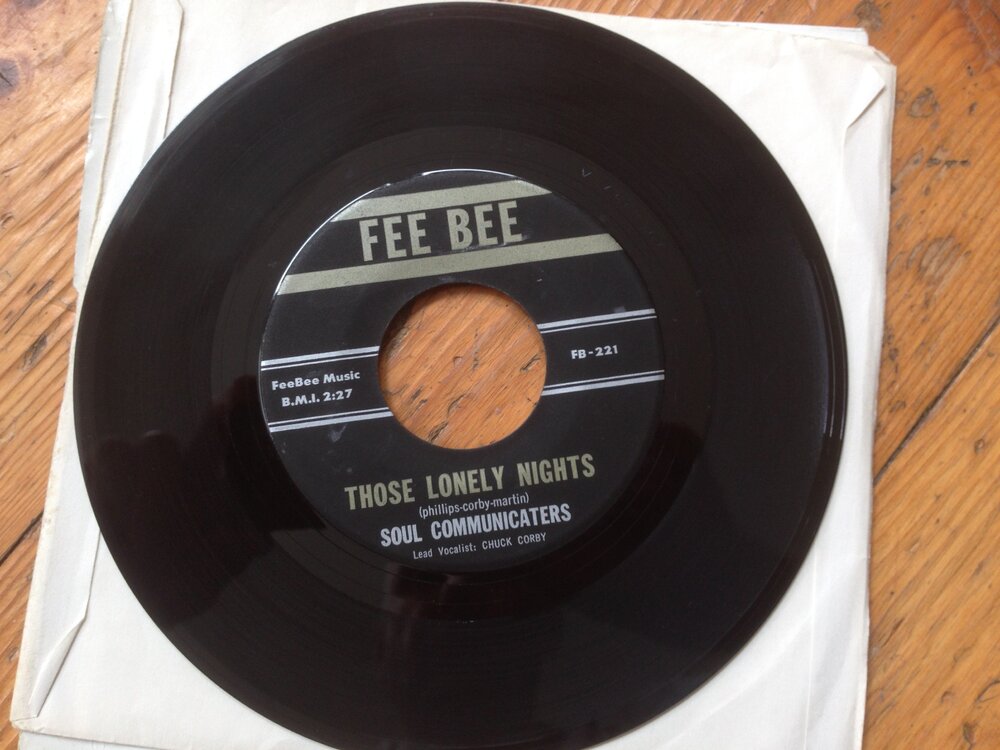 FEE BEE
FeeBee Music
B.M.I. 2:27
FB-221
THOSE LONELY NIGHTS
(phillips-corby-martin)
SOUL COMMUNICATERS
Lead Vocalist: CHUCK CORBY